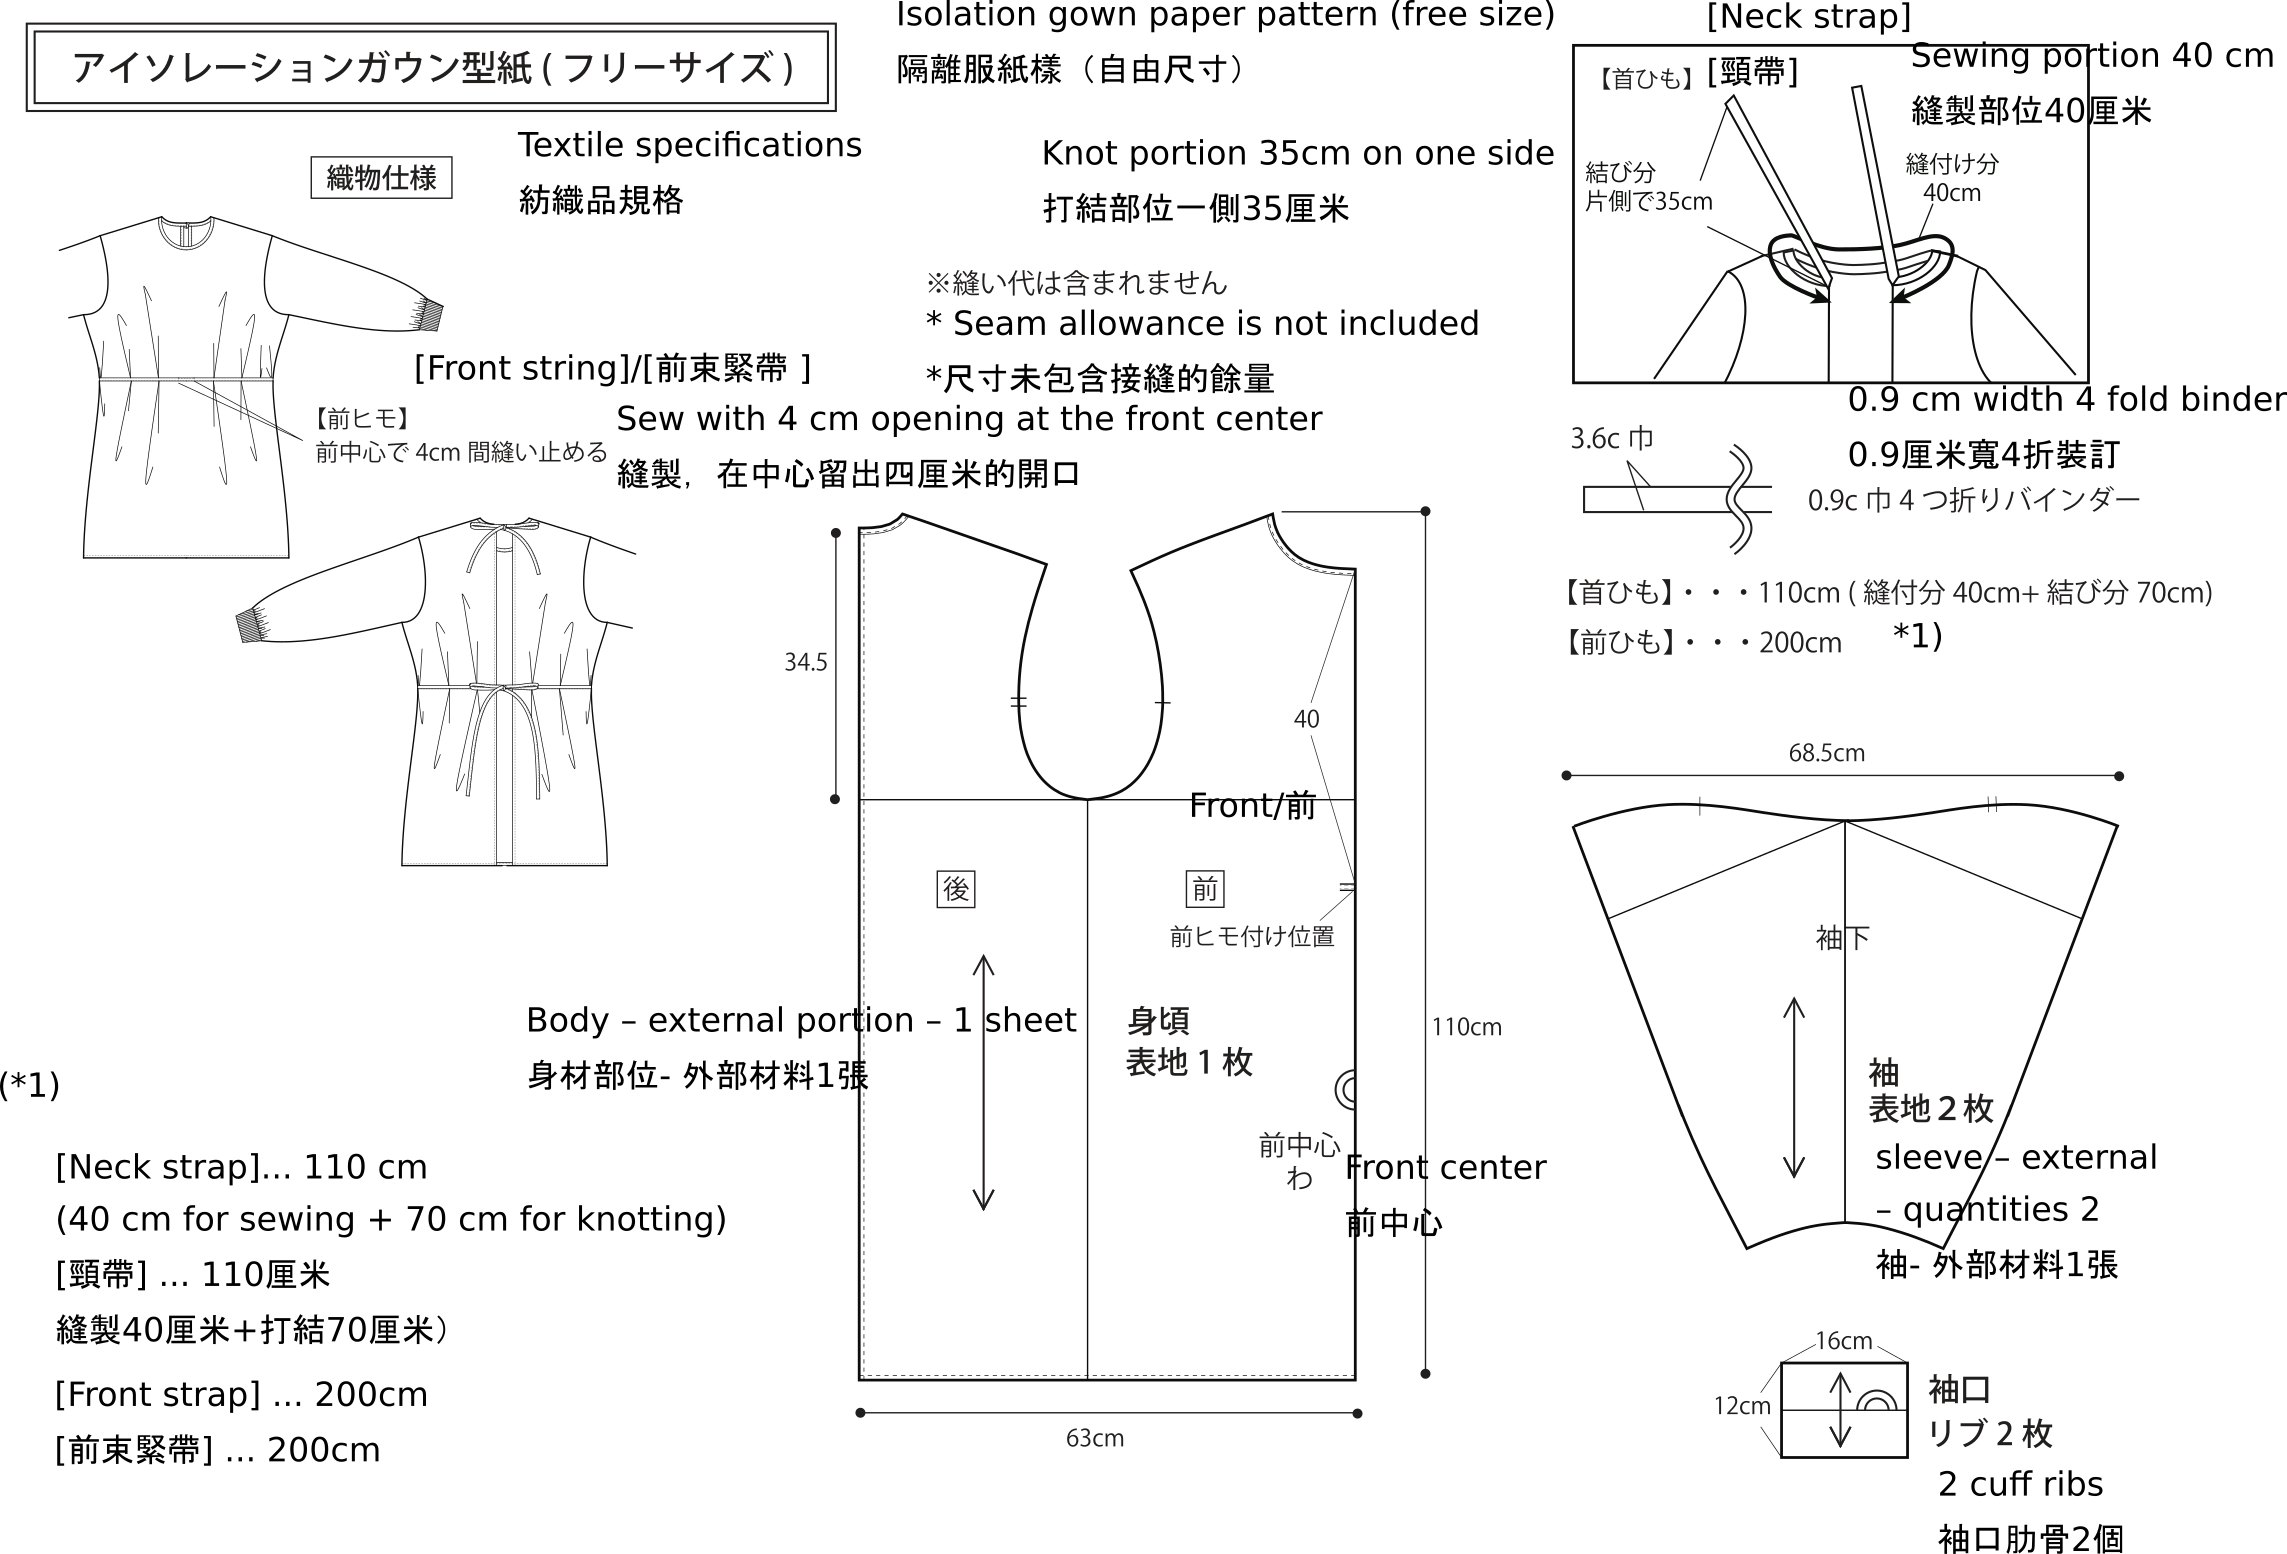 アイソレーションガウン型紙 ( フリーサイズ )
Isolation gown paper pattern (free size)
隔離服紙樣（自由尺寸）
織物仕様
Textile specifications
紡織品規格
Knot portion 35cm on one side
打結部位一側35厘米
※縫い代は含まれません
* Seam allowance is not included
*尺寸未包含接縫的餘量
[Neck strap]
【首ひも】
[頸帶]
Sewing portion 40 cm
縫製部位40厘米
結び分
片側で35cm
縫付け分
40cm
[Front string]/[前束緊帶 ]
【前ヒモ】
前中心で 4cm 間縫い止める
Sew with 4 cm opening at the front center
縫製，在中心留出四厘米的開口
0.9 cm width 4 fold binder
0.9厘米寬4折裝訂
3.6c 巾
0.9c 巾 4 つ折りバインダー
【首ひも】・・・110cm ( 縫付分 40cm+ 結び分 70cm)
【前ひも】・・・200cm
*1)
34.5
40
Front/前
後
前
前ヒモ付け位置
Body – external portion – 1 sheet
身材部位- 外部材料1張
身頃
表地 1 枚
110cm
前中心
わ
Front center
前中心
63cm
68.5cm
袖下
袖
表地 2 枚
sleeve – external
– quantities 2
袖- 外部材料1張
(*1)
[Neck strap]... 110 cm
(40 cm for sewing + 70 cm for knotting)
[頸帶] ... 110厘米
縫製40厘米+打結70厘米）
[Front strap] ... 200cm
[前束緊帶] ... 200cm
16cm
12cm
袖口
リブ 2 枚
2 cuff ribs
袖口肋骨2個